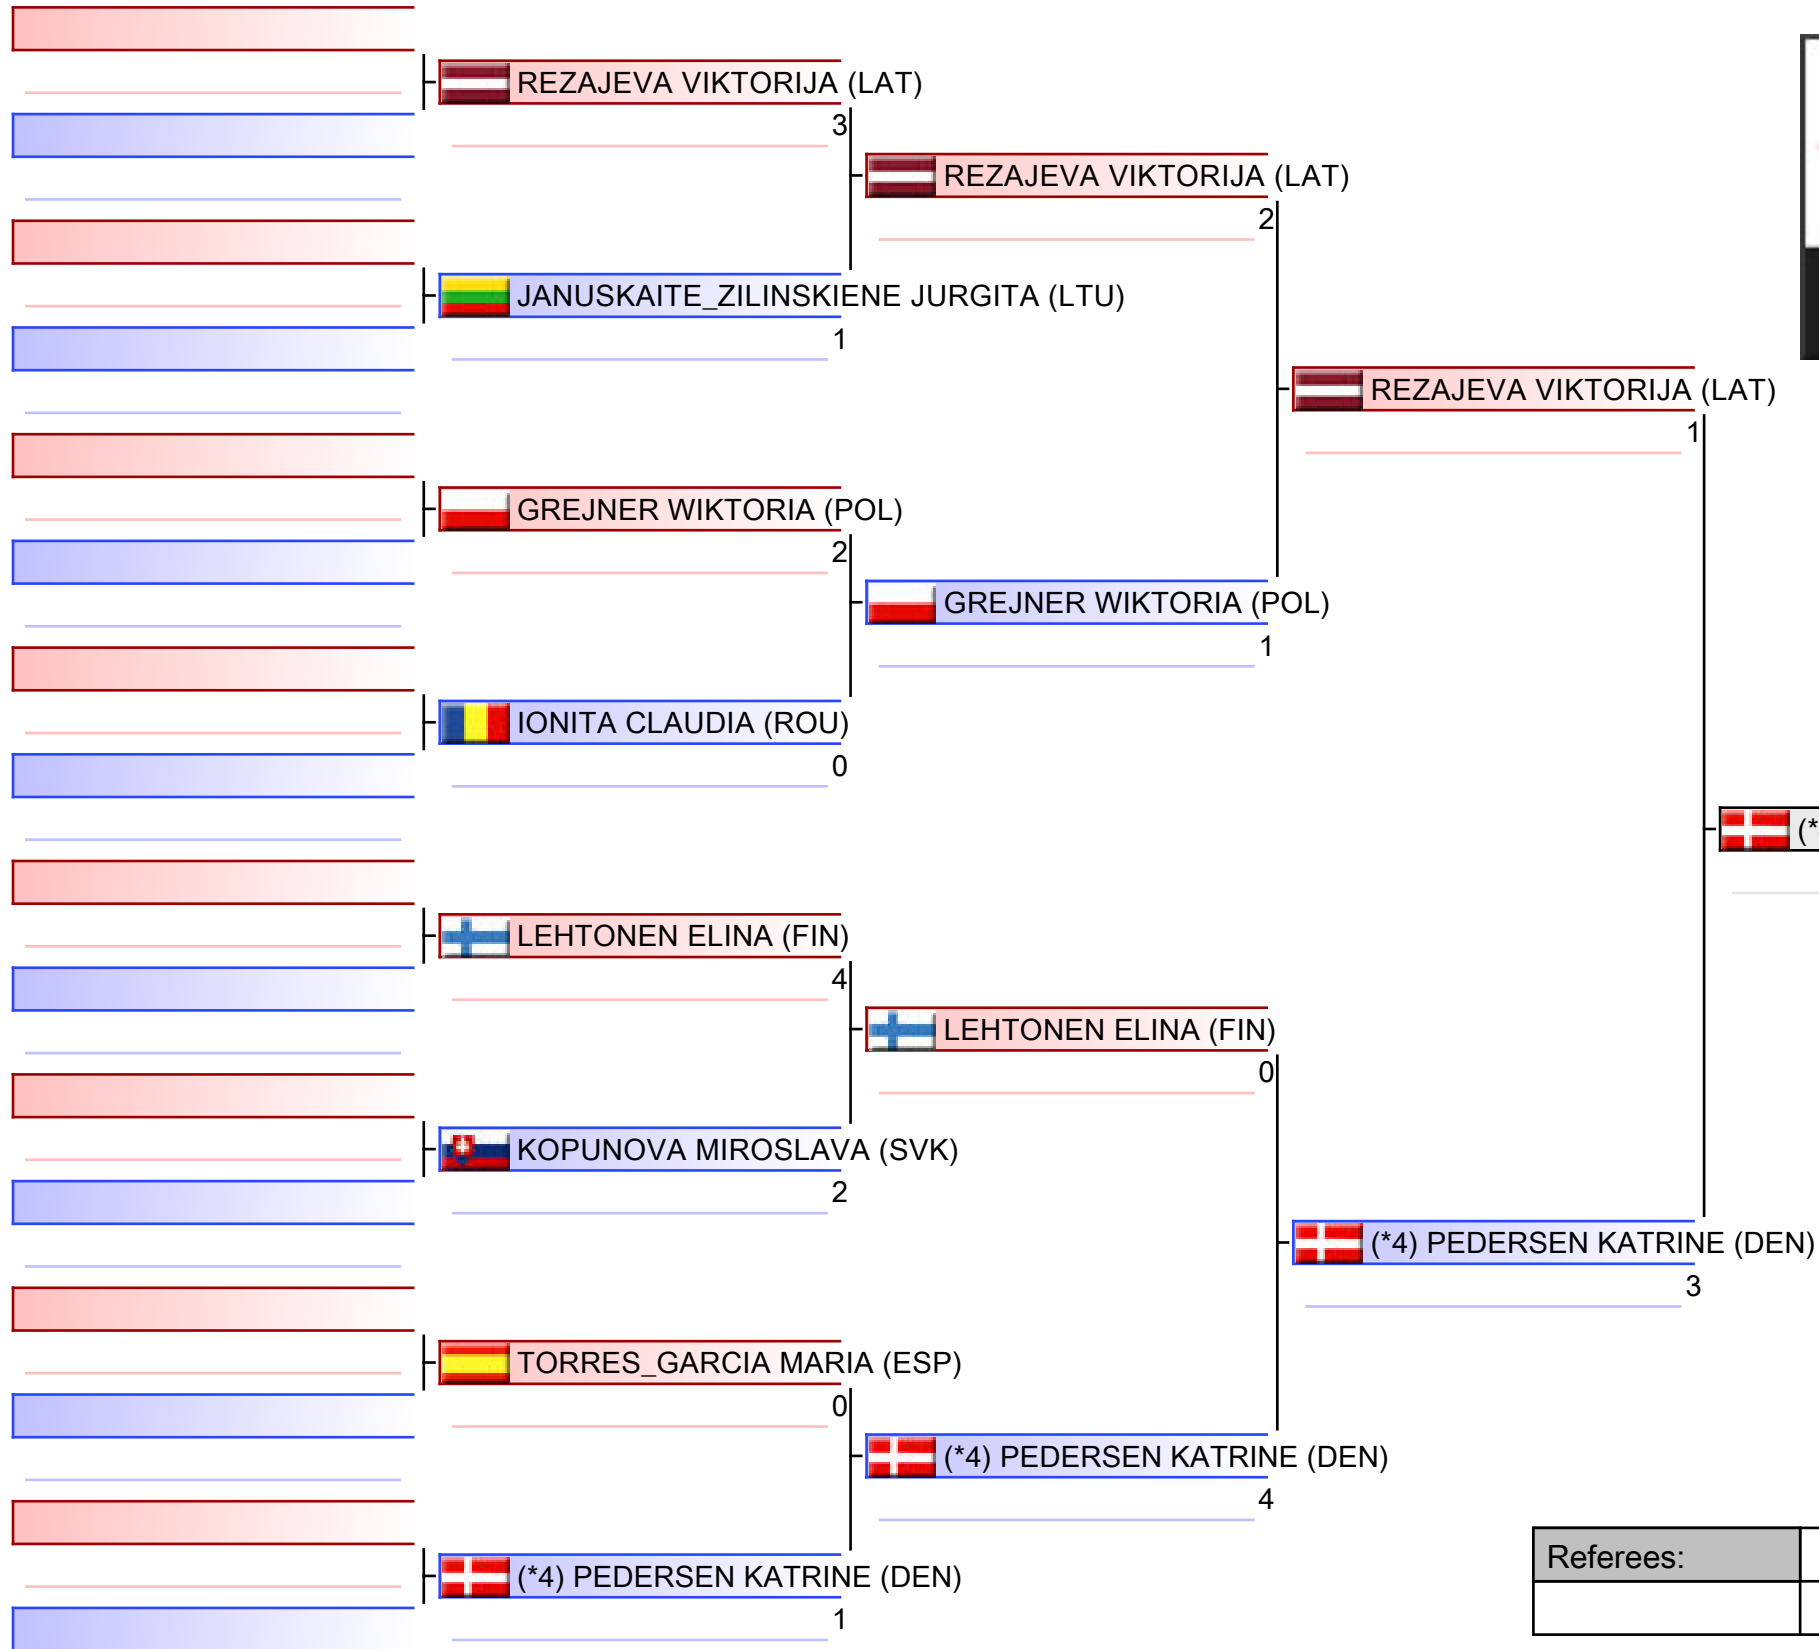 REZAJEVA VIKTORIJA (LAT)
3
REZAJEVA VIKTORIJA (LAT)
2
JANUSKAITE_ZILINSKIENE JURGITA (LTU)
1
REZAJEVA VIKTORIJA (LAT)
1
GREJNER WIKTORIA (POL)
2
GREJNER WIKTORIA (POL)
1
IONITA CLAUDIA (ROU)
0
(*
LEHTONEN ELINA (FIN)
4
LEHTONEN ELINA (FIN)
0
KOPUNOVA MIROSLAVA (SVK)
2
(*4) PEDERSEN KATRINE (DEN)
3
TORRES_GARCIA MARIA (ESP)
0
(*4) PEDERSEN KATRINE (DEN)
4
Referees:
(*4) PEDERSEN KATRINE (DEN)
1